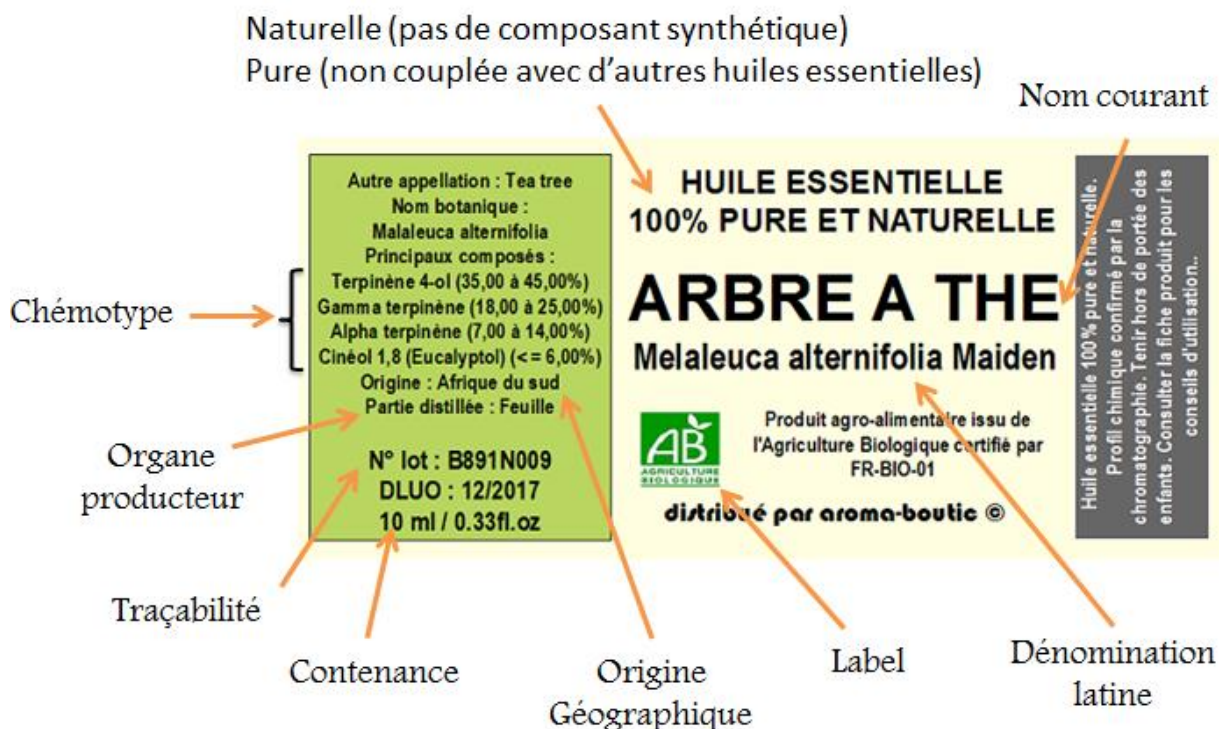 Naturelle (pas de composant synthétique)
Pure (non couplée avec d'autres huiles essentielles)
Nom courant
Autre appellation : Tea tree
Nom botanique :
Malaleuca alternifolia
Principaux composés :
Terpinène 4-ol (35,00 à 45,00%)
Gamma terpinène (18,00 à 25,00%)
Alpha terpinène (7,00 à 14,00%)
Cinéol 1,8 (Eucalyptol) (<= 6,00%)
Origine : Afrique du sud
Partie distillée : Feuille
N° lot : B891N009
DLUO : 12/2017
10 ml / 0.33fl.oz
HUILE ESSENTIELLE
100% PURE ET NATURELLE
ARBRE A THE
Melaleuca alternifolia Maiden
AB
AGRICULTURE
BIOLOGIQUE
Produit agro-alimentaire issu de
l'Agriculture Biologique certifié par
FR-BIO-01
distribué par aroma-boutic ©
Huile essentielle 100% pure et naturelle.
Profil chimique confirmé par la
chromatographie. Tenir hors de portée des
enfants. Consulter la fiche produit pour les
conseils d'utilisation..
Chémotype
Organe
producteur
Traçabilité
Contenance
Origine
Géographique
Label
Dénomination
latine